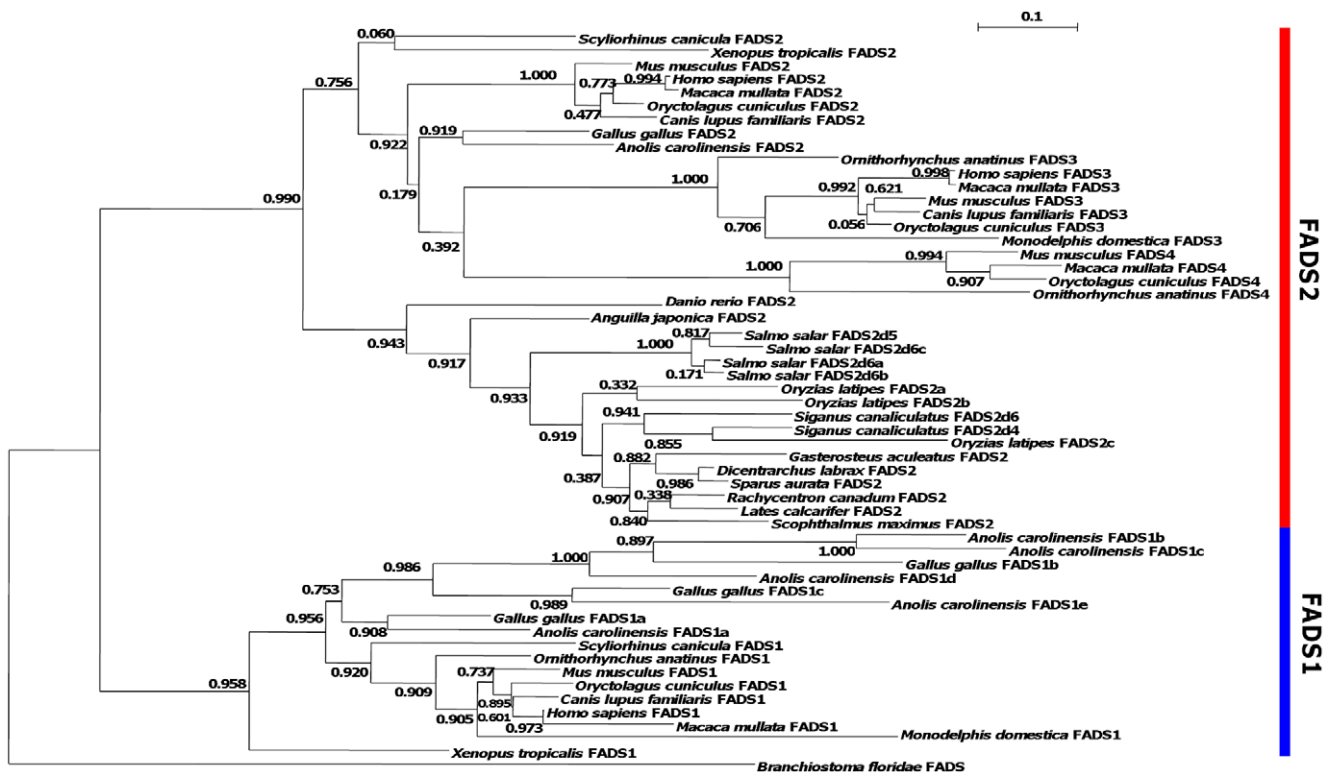 0.1
0.060
Scyliorhinus canicula FADS2
Xenopus tropicalis FADS2
0.756
Mus musculus FADS2
1.000
0.773
0.994
Homo sapiens FADS2
Macaca mullata FADS2
Oryctolagus cuniculus FADS2
0.477
Canis lupus familiaris FADS2
0.922
0.919
Gallus gallus FADS2
Anolis carolinensis FADS2
0.179
Ornithorhynchus anatinus FADS3
1.000
0.998
Homo sapiens FADS3
0.992
0.621
Macaca mullata FADS3
Mus musculus FADS3
Canis lupus familiaris FADS3
0.706
0.056
Oryctolagus cuniculus FADS3
Monodelphis domestica FADS3
0.990
0.392
Mus musculus FADS4
0.994
1.000
Macaca mullata FADS4
0.907
Oryctolagus cuniculus FADS4
Ornithorhynchus anatinus FADS4
FADS2
Danio rerio FADS2
0.943
Anguilla japonica FADS2
0.917
0.817
Salmo salar FADS2d5
1.000
Salmo salar FADS2d6c
Salmo salar FADS2d6a
0.171
Salmo salar FADS2d6b
0.933
0.332
Oryzias latipes FADS2a
Oryzias latipes FADS2b
0.941
Siganus canaliculatus FADS2d6
0.919
Siganus canaliculatus FADS2d4
0.855
Oryzias latipes FADS2c
0.882
Gasterosteus aculeatus FADS2
0.387
Dicentrarchus labrax FADS2
0.986
Sparus aurata FADS2
0.907
0.338
Rachycentron canadum FADS2
Lates calcarifer FADS2
0.840
Scophthalmus maximus FADS2
0.897
Anolis carolinensis FADS1b
1.000
1.000
Anolis carolinensis FADS1c
0.986
Gallus gallus FADS1b
Anolis carolinensis FADS1d
0.753
Gallus gallus FADS1c
0.989
Anolis carolinensis FADS1e
0.956
Gallus gallus FADS1a
0.908
Anolis carolinensis FADS1a
Scyliorhinus canicula FADS1
0.920
Ornithorhynchus anatinus FADS1
0.737
Mus musculus FADS1
0.958
0.909
Oryctolagus cuniculus FADS1
0.895
Canis lupus familiaris FADS1
0.905
0.601
Homo sapiens FADS1
0.973
Macaca mullata FADS1
Monodelphis domestica FADS1
FADS1
Xenopus tropicalis FADS1
Branchiostoma floridae FADS